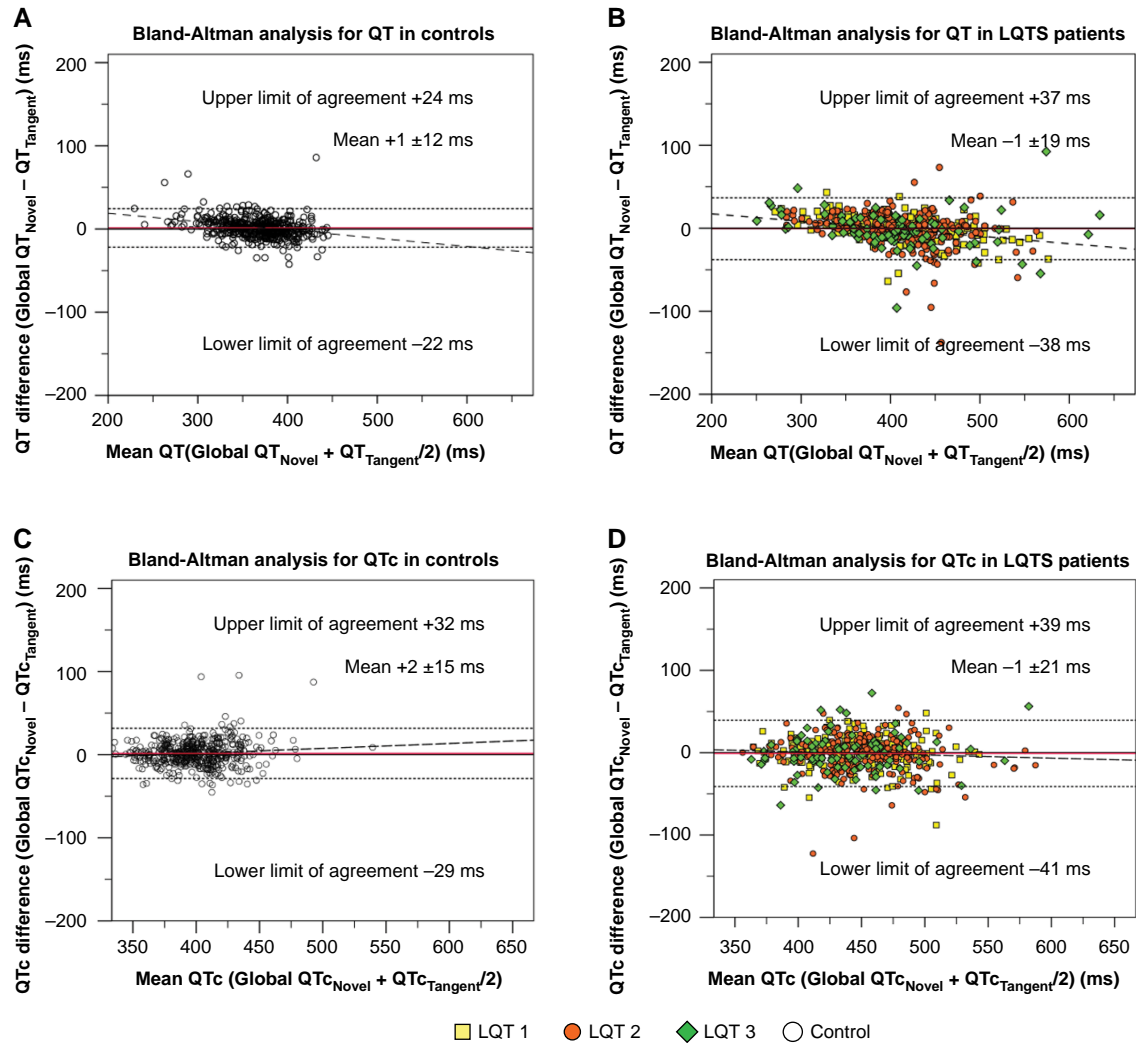 A
Bland-Altman analysis for QT in controls
QT difference (Global QTNovel – QTTangent) (ms)
200
100
0
–100
–200
Upper limit of agreement +24 ms
Mean +1 ±12 ms
Lower limit of agreement –22 ms
200 300 400 500 600
Mean QT(Global QTNovel + QTTangent/2) (ms)
B
Bland-Altman analysis for QT in LQTS patients
QT difference (Global QTNovel – QTTangent) (ms)
200
100
0
–100
–200
Upper limit of agreement +37 ms
Mean –1 ±19 ms
Lower limit of agreement –38 ms
200 300 400 500 600
Mean QT(Global QTNovel + QTTangent/2) (ms)
C
Bland-Altman analysis for QTc in controls
QTc difference (Global QTcNovel – QTcTangent) (ms)
200
100
0
–100
–200
Upper limit of agreement +32 ms
Mean +2 ±15 ms
Lower limit of agreement –29 ms
350 400 450 500 550 600 650
Mean QTc (Global QTcNovel + QTcTangent/2)
D
Bland-Altman analysis for QTc in LQTS patients
QTc difference (Global QTcNovel – QTcTangent) (ms)
200
100
0
–100
–200
Upper limit of agreement +39 ms
Mean –1 ±21 ms
Lower limit of agreement –41 ms
350 400 450 500 550 600 650
Mean QTc (Global QTcNovel + QTcTangent/2) (ms)
LQT 1 LQT 2 LQT 3 Control